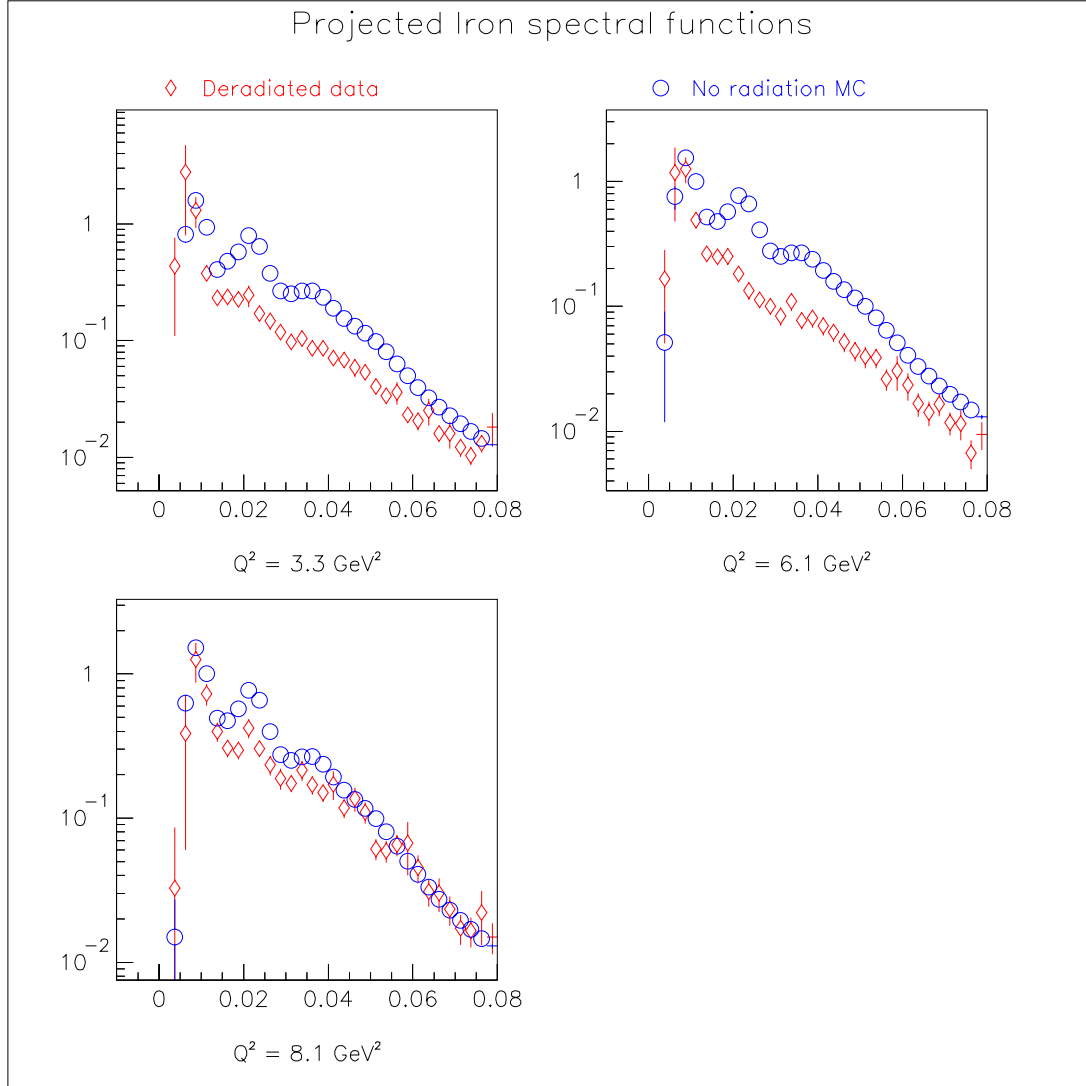 Projected Iron spectral functions
Deradiated data
No radiation MC
1
10⁻¹
10⁻²
0 0.02 0.04 0.06 0.08
Q² = 3.3 GeV²
1
10⁻¹
10⁻²
0 0.02 0.04 0.06 0.08
Q² = 6.1 GeV²
1
10⁻¹
10⁻²
0 0.02 0.04 0.06 0.08
Q² = 8.1 GeV²